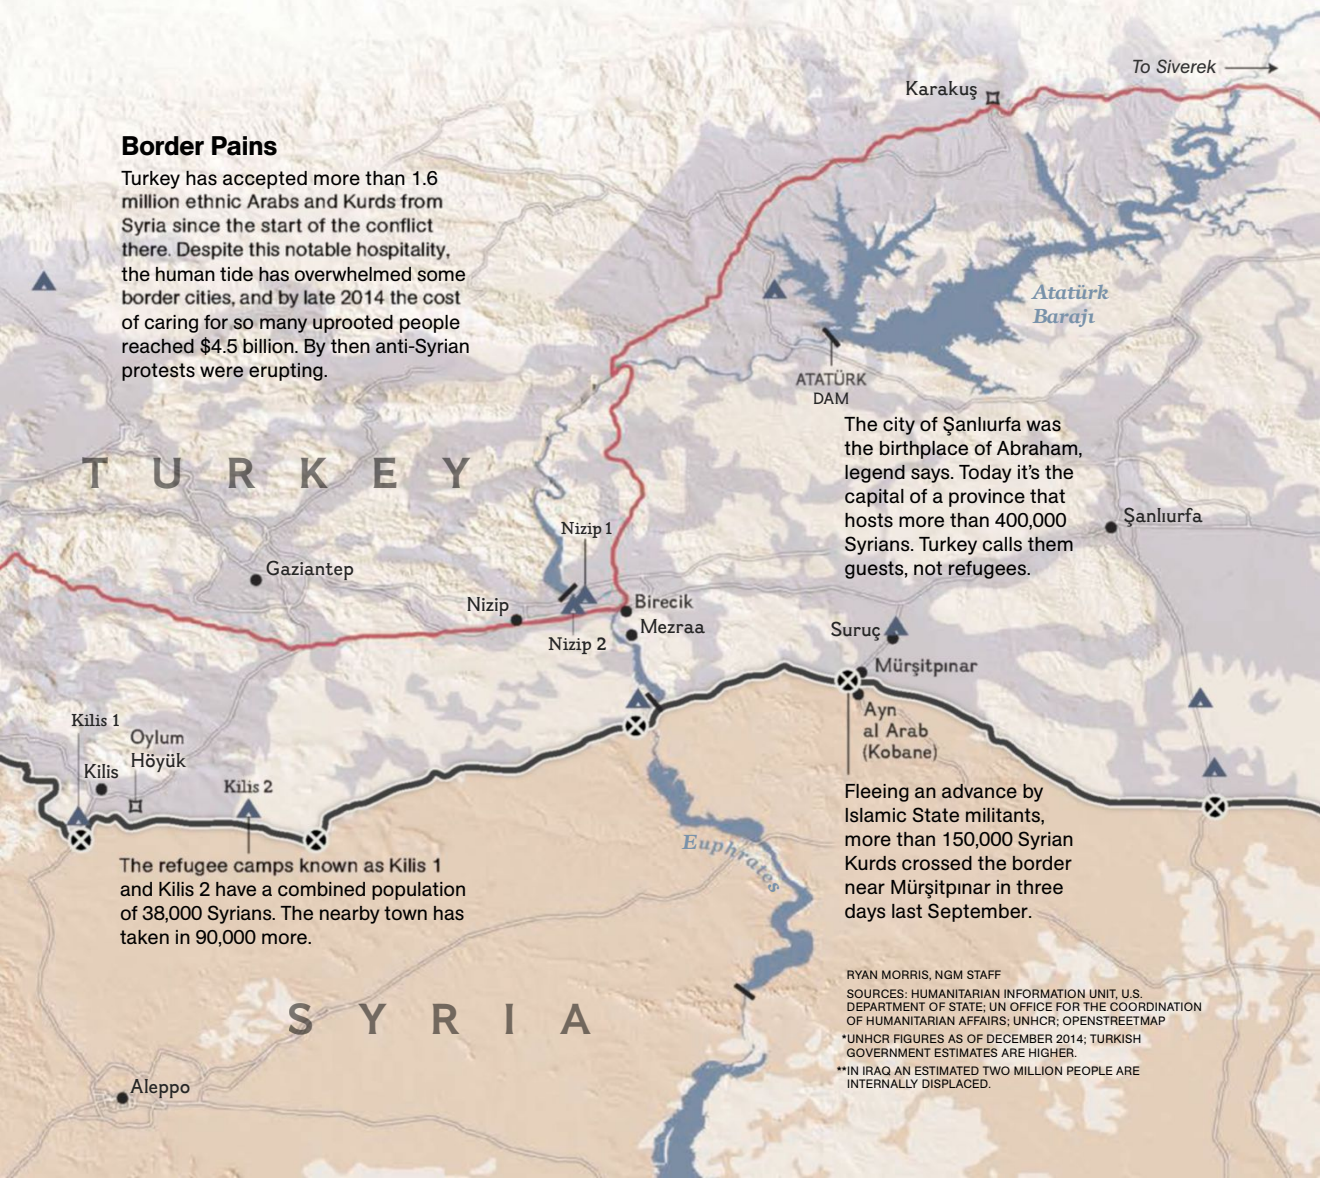 To Siverek
Karakuş
Border Pains
Turkey has accepted more than 1.6
million ethnic Arabs and Kurds from
Syria since the start of the conflict
there. Despite this notable hospitality,
the human tide has overwhelmed some
border cities, and by late 2014 the cost
of caring for so many uprooted people
reached $4.5 billion. By then anti-Syrian
protests were erupting.
Atatürk
Barajı
ATATÜRK
DAM
The city of Şanlıurfa was
the birthplace of Abraham,
legend says. Today it's the
capital of a province that
hosts more than 400,000
Syrians. Turkey calls them
guests, not refugees.
TURKEY
Şanlıurfa
Nizip 1
Gaziantep
Nizip
Birecik
Mezraa
Nizip 2
Suruç
Mürşitpınar
Ayn
al Arab
(Kobane)
Kilis 1
Oylum
Höyük
Kilis
Kilis 2
Fleeing an advance by
Islamic State militants,
more than 150,000 Syrian
Kurds crossed the border
near Mürşitpınar in three
days last September.
Euphrates
The refugee camps known as Kilis 1
and Kilis 2 have a combined population
of 38,000 Syrians. The nearby town has
taken in 90,000 more.
SYRIA
Aleppo
RYAN MORRIS, NGM STAFF
SOURCES: HUMANITARIAN INFORMATION UNIT, U.S.
DEPARTMENT OF STATE; UN OFFICE FOR THE COORDINATION
OF HUMANITARIAN AFFAIRS; UNHCR; OPENSTREETMAP
*UNHCR FIGURES AS OF DECEMBER 2014; TURKISH
GOVERNMENT ESTIMATES ARE HIGHER.
**IN IRAQ AN ESTIMATED TWO MILLION PEOPLE ARE
INTERNALLY DISPLACED.